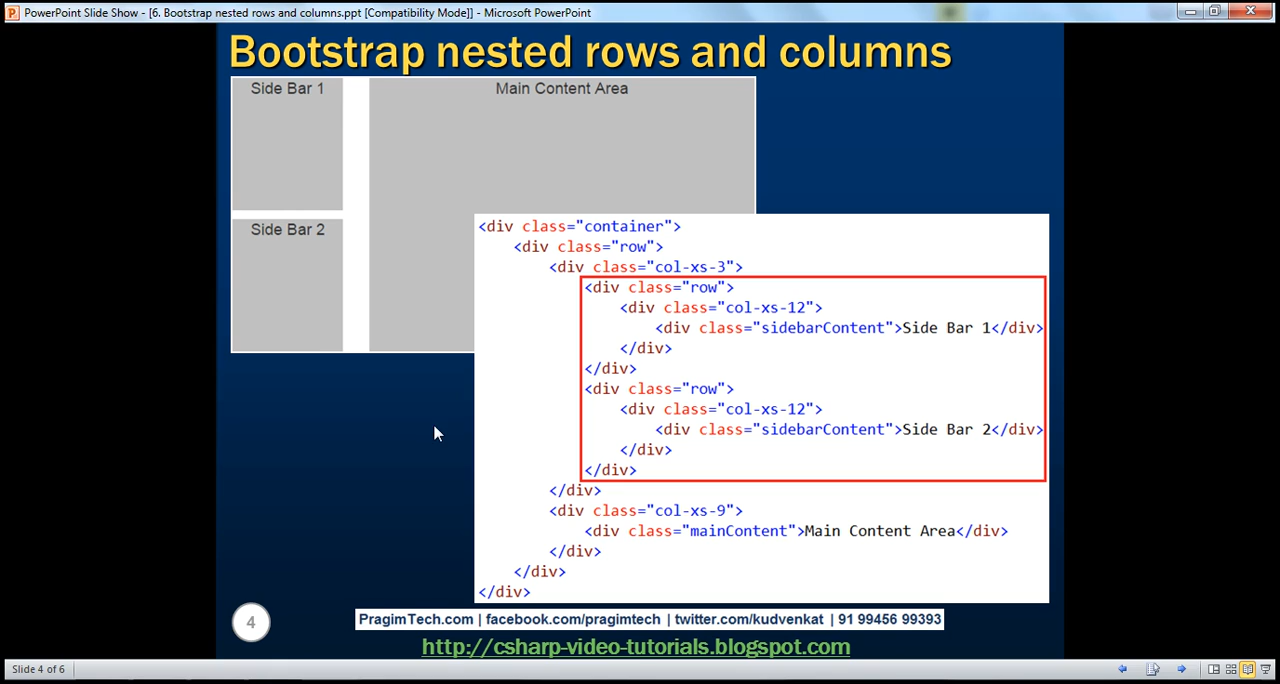 PowerPoint Slide Show - [6. Bootstrap nested rows and columns.ppt [Compatibility Mode]] - Microsoft PowerPoint
Bootstrap nested rows and columns
Side Bar 1
Main Content Area
Side Bar 2
<div class="container">
<div class="row">
<div class="col-xs-3">
<div class="row">
<div class="col-xs-12">
<div class="sidebarContent">Side Bar 1</div>
</div>
</div>
<div class="row">
<div class="col-xs-12">
<div class="sidebarContent">Side Bar 2</div>
</div>
</div>
</div>
<div class="col-xs-9">
<div class="mainContent">Main Content Area</div>
</div>
</div>
</div>
4
PragimTech.com | facebook.com/pragimtech | twitter.com/kudvenkat | 91 99456 99393
http://csharp-video-tutorials.blogspot.com
Slide 4 of 6